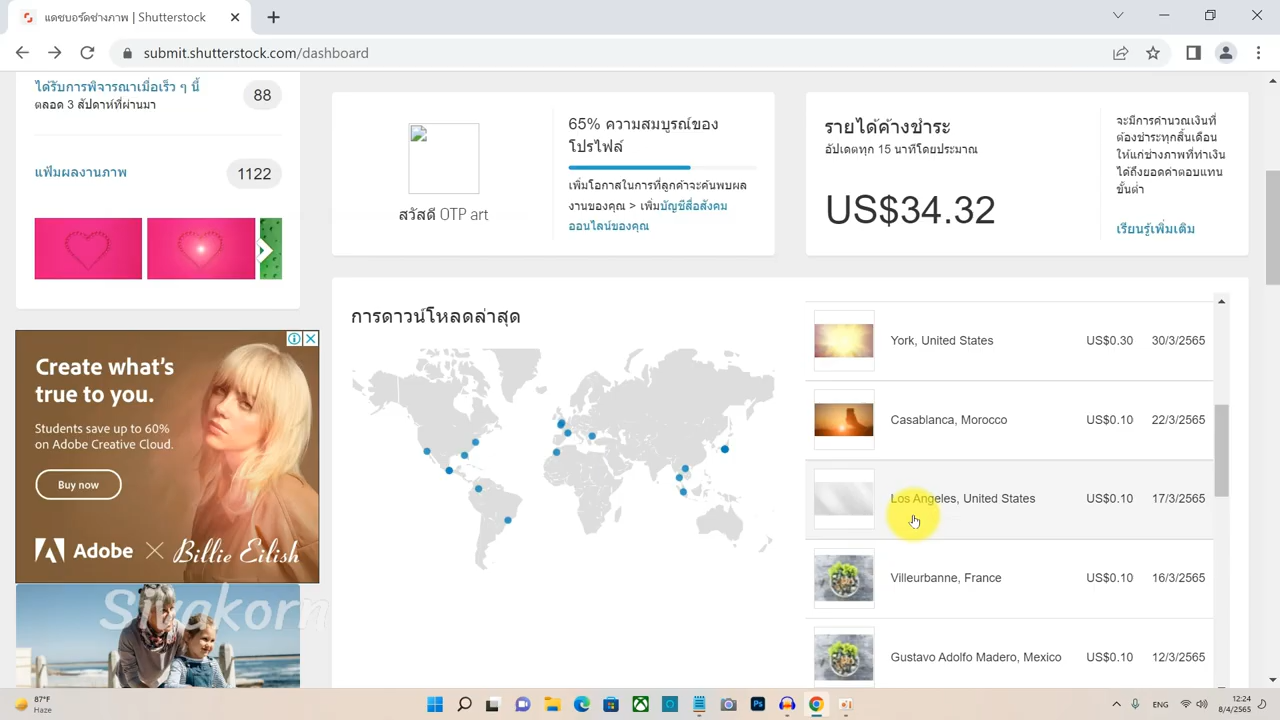 แดชบอร์ดช่างภาพ | Shutterstock
submit.shutterstock.com/dashboard
ได้รับการพิจารณาเมื่อเร็ว ๆ นี้
ตลอด 3 สัปดาห์ที่ผ่านมา
88
แฟ้มผลงานภาพ
1122
สวัสดี OTP art
65% ความสมบูรณ์ของ
โปรไฟล์
เพิ่มโอกาสในการที่ลูกค้าจะค้นพบผล
งานของคุณ > เพิ่มบัญชีสื่อสังคม
ออนไลน์ของคุณ
รายได้ค้างชำระ
อัปเดตทุก 15 นาทีโดยประมาณ
US$34.32
จะมีการคำนวณเงินที่
ต้องชำระทุกสิ้นเดือน
ให้แก่ช่างภาพที่ทำเงิน
ได้ถึงยอดค่าตอบแทน
ขั้นต่ำ
เรียนรู้เพิ่มเติม
Create what's
true to you.
Students save up to 60%
on Adobe Creative Cloud.
Buy now
Adobe × Billie Eilish
Sivakorn
การดาวน์โหลดล่าสุด
York, United States US$0.30 30/3/2565
Casablanca, Morocco US$0.10 22/3/2565
Los Angeles, United States US$0.10 17/3/2565
Villeurbanne, France US$0.10 16/3/2565
Gustavo Adolfo Madero, Mexico US$0.10 12/3/2565
87°F
Haze
12:24
8/4/2565